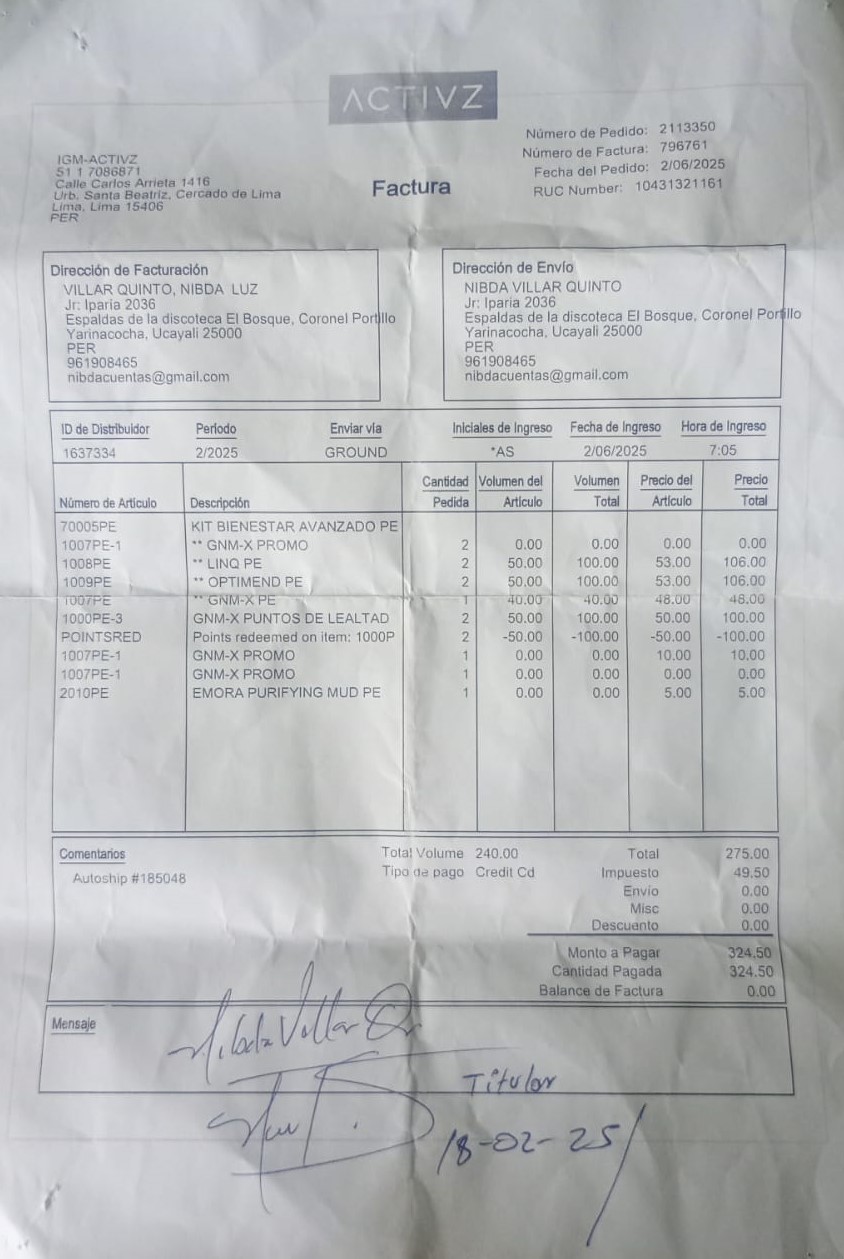 ACTIVZ
IGM-ACTIVZ
51 1 7086871
Calle Carlos Arrieta 1416
Urb. Santa Beatriz, Cercado de Lima
Lima, Lima 15406
PER
Factura
Número de Pedido: 2113350
Número de Factura: 796761
Fecha del Pedido: 2/06/2025
RUC Number: 10431321161
Dirección de Facturación
VILLAR QUINTO, NIBDA LUZ
Jr: Iparia 2036
Espaldas de la discoteca El Bosque, Coronel Portillo
Yarinacocha, Ucayali 25000
PER
961908465
nibdacuentas@gmail.com
Dirección de Envío
NIBDA VILLAR QUINTO
Jr: Iparia 2036
Espaldas de la discoteca El Bosque, Coronel Portillo
Yarinacocha, Ucayali 25000
PER
961908465
nibdacuentas@gmail.com
ID de Distribuidor Periodo Enviar vía Iniciales de Ingreso Fecha de Ingreso Hora de Ingreso
1637334 2/2025 GROUND *AS 2/06/2025 7:05
Cantidad Volumen del Volumen Precio del Precio
Número de Articulo Descripción Pedida Articulo Total Articulo Total
70005PE KIT BIENESTAR AVANZADO PE
1007PE-1 ** GNM-X PROMO 2 0.00 0.00 0.00 0.00
1008PE ** LINQ PE 2 50.00 100.00 53.00 106.00
1009PE ** OPTIMEND PE 2 50.00 100.00 53.00 106.00
1007PE ** GNM-X PE 1 40.00 40.00 48.00 48.00
1000PE-3 GNM-X PUNTOS DE LEALTAD 2 50.00 100.00 50.00 100.00
POINTSRED Points redeemed on item: 1000P 2 -50.00 -100.00 -50.00 -100.00
1007PE-1 GNM-X PROMO 1 0.00 0.00 10.00 10.00
1007PE-1 GNM-X PROMO 1 0.00 0.00 0.00 0.00
2010PE EMORA PURIFYING MUD PE 1 0.00 0.00 5.00 5.00
Comentarios
Autoship #185048
Total Volume 240.00
Tipo de pago Credit Cd
Total 275.00
Impuesto 49.50
Envío 0.00
Misc 0.00
Descuento 0.00
Monto a Pagar 324.50
Cantidad Pagada 324.50
Balance de Factura 0.00
Mensaje
Titular
18-02-25